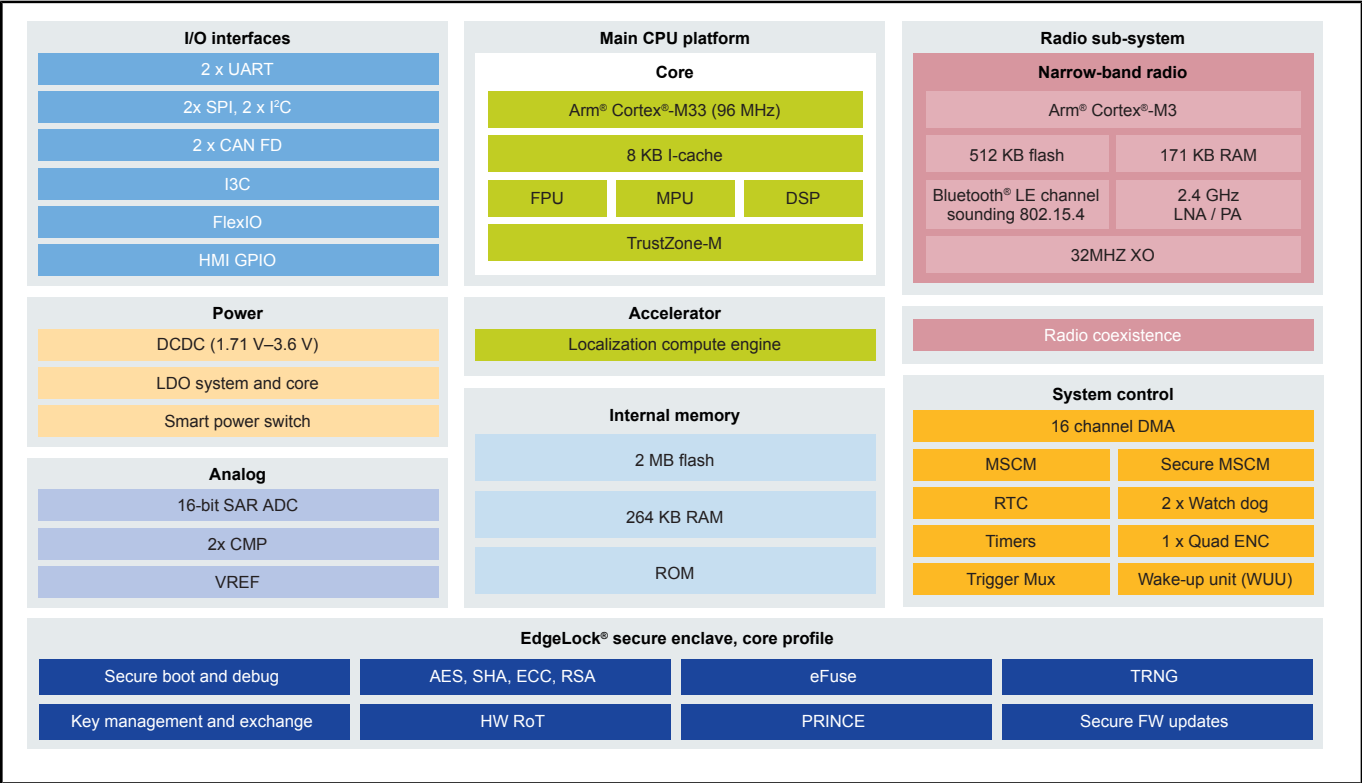 I/O interfaces
2 x UART
2x SPI, 2 x I²C
2 x CAN FD
I3C
FlexIO
HMI GPIO
Power
DCDC (1.71 V–3.6 V)
LDO system and core
Smart power switch
Analog
16-bit SAR ADC
2x CMP
VREF
Main CPU platform
Core
Arm® Cortex®-M33 (96 MHz)
8 KB I-cache
FPU
MPU
DSP
TrustZone-M
Accelerator
Localization compute engine
Internal memory
2 MB flash
264 KB RAM
ROM
Radio sub-system
Narrow-band radio
Arm® Cortex®-M3
512 KB flash
171 KB RAM
Bluetooth® LE channel
sounding 802.15.4
2.4 GHz
LNA / PA
32MHZ XO
Radio coexistence
System control
16 channel DMA
MSCM
Secure MSCM
RTC
2 x Watch dog
Timers
1 x Quad ENC
Trigger Mux
Wake-up unit (WUU)
EdgeLock® secure enclave, core profile
Secure boot and debug
AES, SHA, ECC, RSA
eFuse
TRNG
Key management and exchange
HW RoT
PRINCE
Secure FW updates